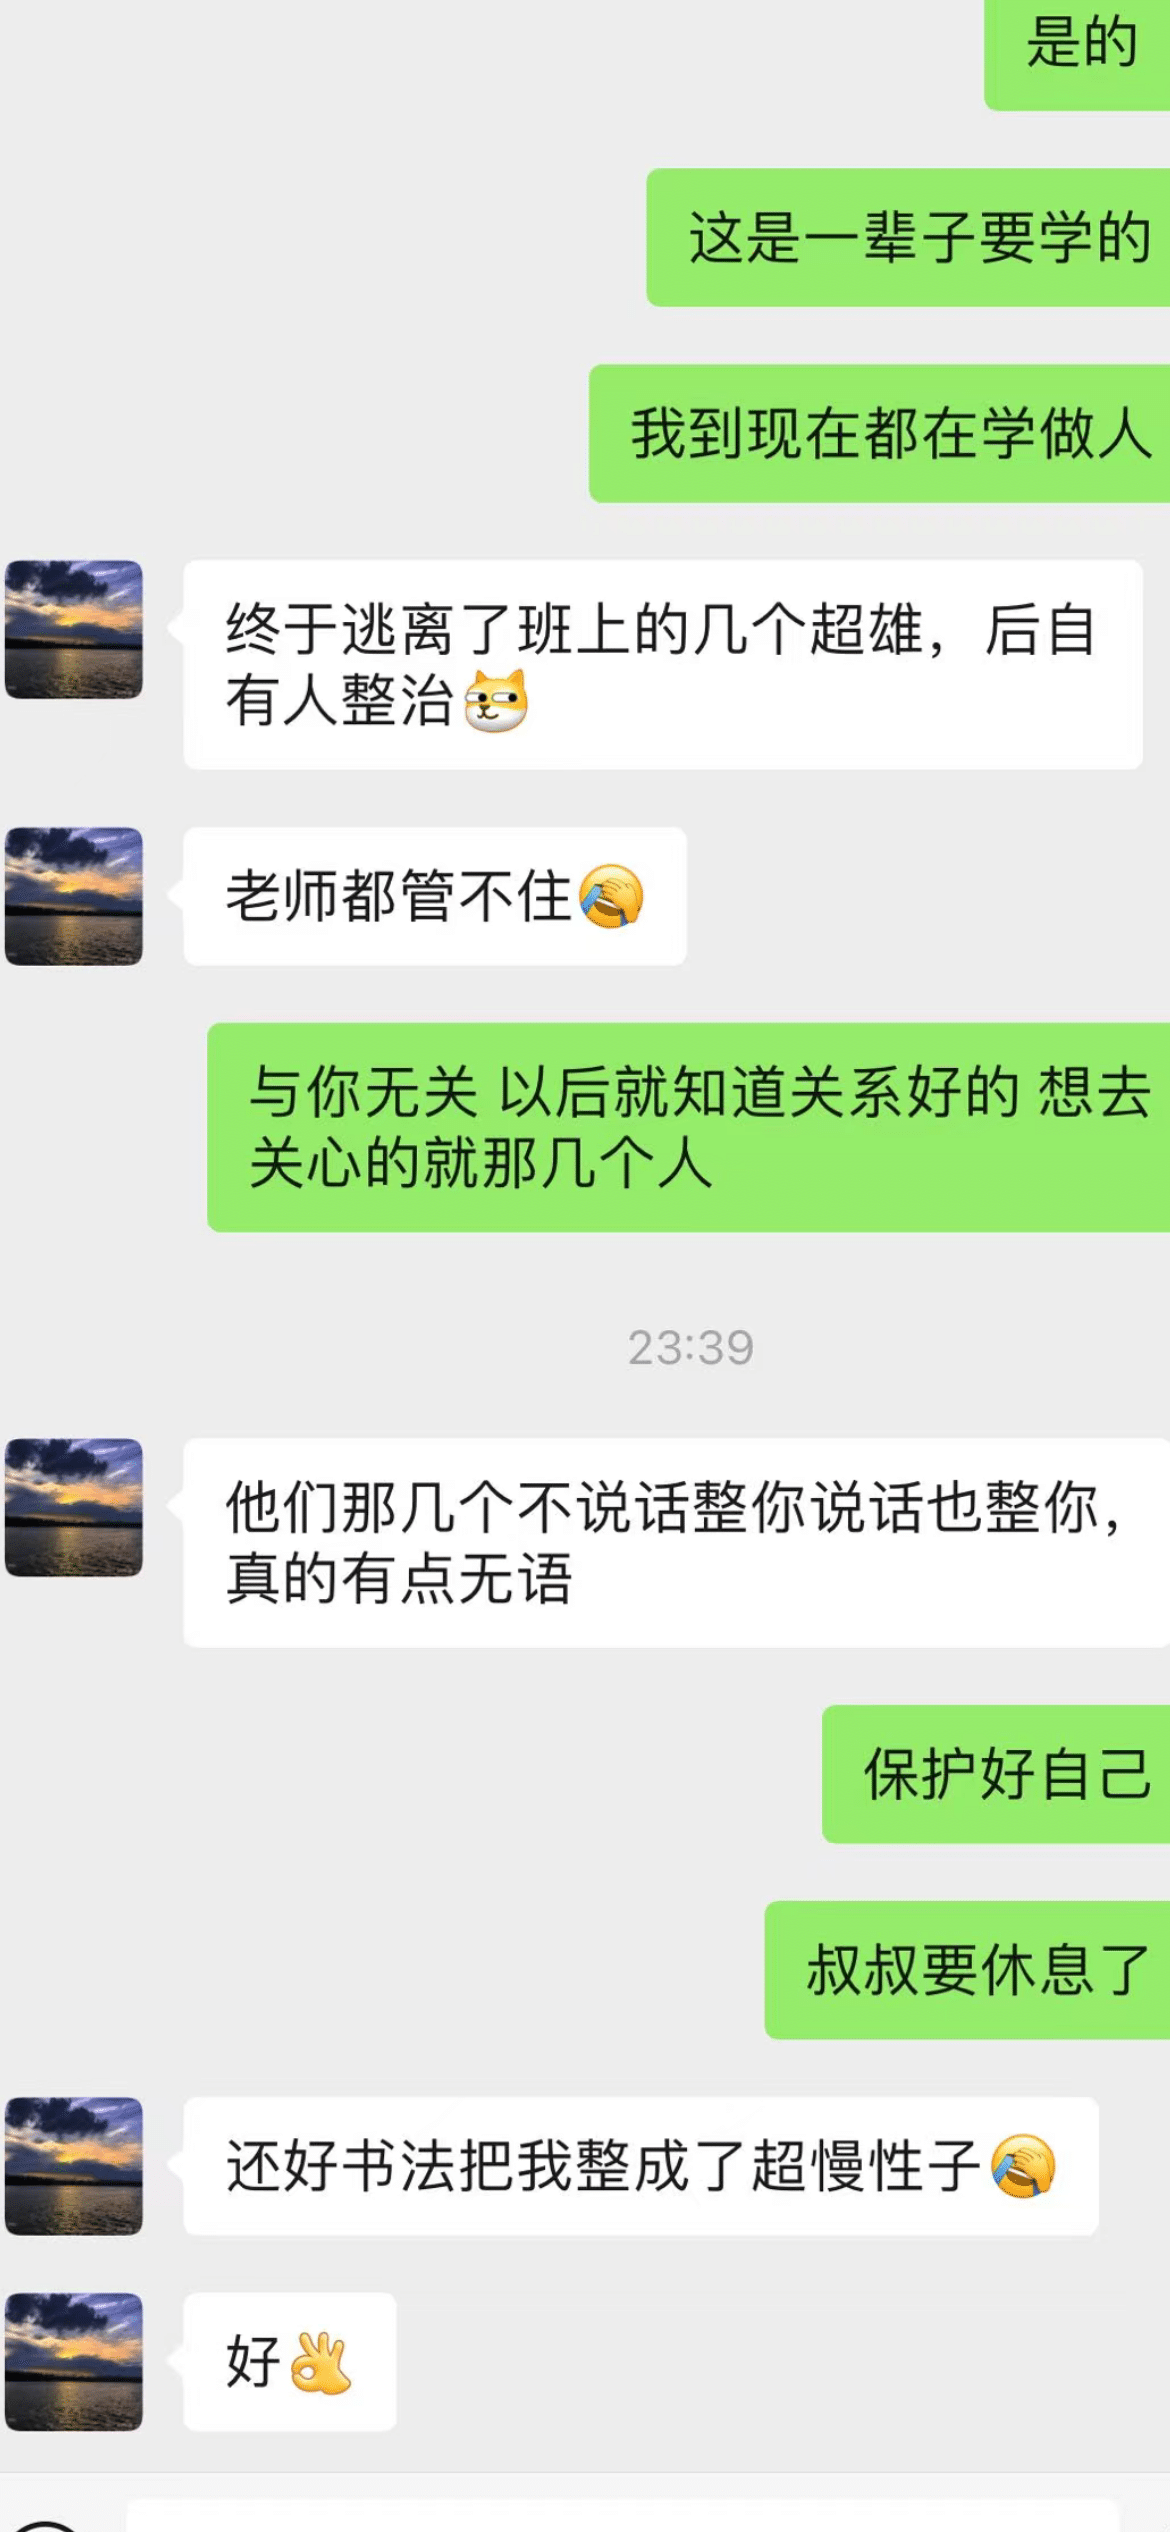 是的
这是一辈子要学的
我到现在都在学做人
终于逃离了班上的几个超雄，后自
有人整治
老师都管不住
与你无关 以后就知道关系好的 想去
关心的就那几个人
23:39
他们那几个不说话整你说话也整你，
真的有点无语
保护好自己
叔叔要休息了
还好书法把我整成了超慢性子
好